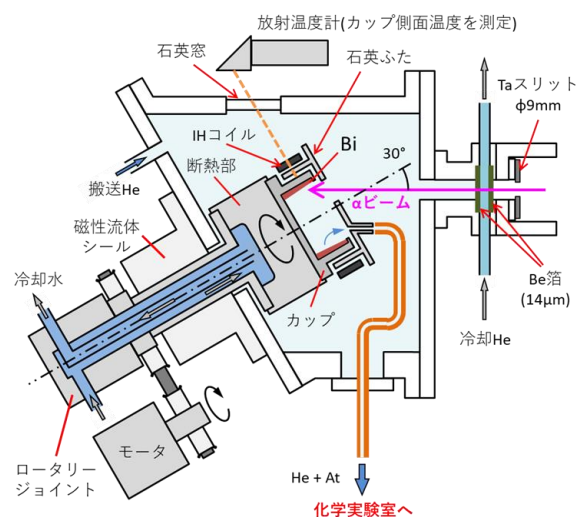 放射温度計(カップ側面温度を測定)
石英窓
石英ふた
Taスリット
φ9mm
IHコイル
Bi
断熱部
30°
搬送He
αビーム
磁性流体
シール
冷却水
Be箔
(14μm)
カップ
冷却He
モータ
ロータリー
ジョイント
He + At
化学実験室へ